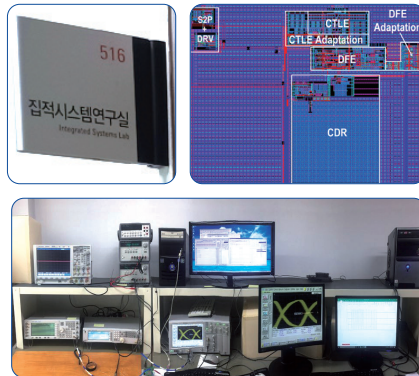 516
집적시스템연구실
Integrated Systems Lab
S2P
+
DRV
CTLE
CTLE Adaptation
DFE
Adaptation
DFE
CDR